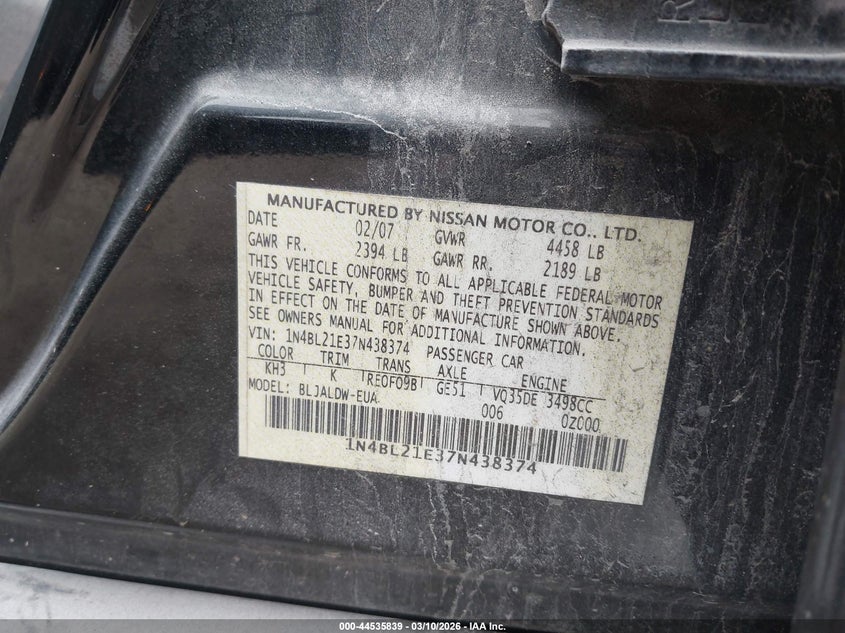 MANUFACTURED BY NISSAN MOTOR CO., LTD.
DATE 02/07 GVWR 4458 LB
GAWR FR. 2394 LB GAWR RR. 2189 LB
THIS VEHICLE CONFORMS TO ALL APPLICABLE FEDERAL MOTOR
VEHICLE SAFETY, BUMPER AND THEFT PREVENTION STANDARDS
IN EFFECT ON THE DATE OF MANUFACTURE SHOWN ABOVE.
SEE OWNERS MANUAL FOR ADDITIONAL INFORMATION.
VIN: 1N4BL21E37N438374 PASSENGER CAR
COLOR TRIM TRANS AXLE ENGINE
KH3 K REOFO9B GE51 VQ35DE 3498CC
MODEL: BLJALDW-EUA 006 0Z000
1N4BL21E37N438374
000-44535839 - 03/10/2026 - IAA Inc.